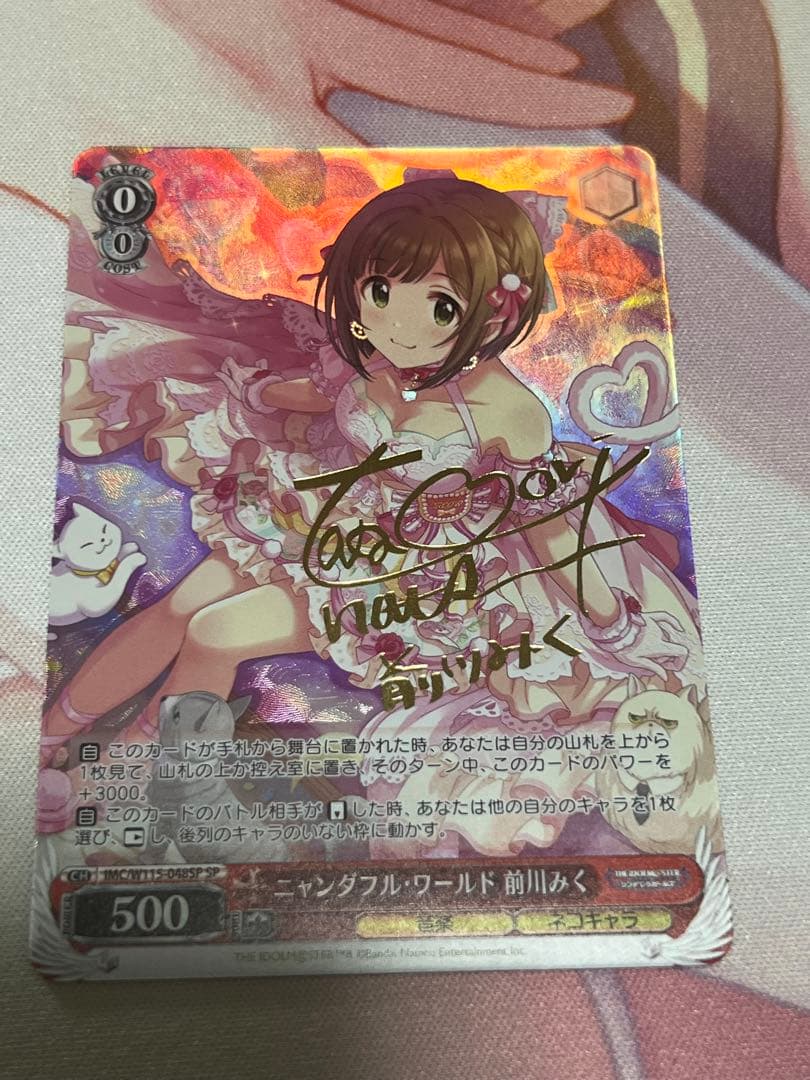 LEVEL
0
0
COST
前川みく
自 このカードが手札から舞台に置かれた時、あなたは自分の山札を上から
1枚見て、山札の上か控え室に置き、そのターン中、このカードのパワーを
+3000。
自 このカードのバトル相手がした時、あなたは他の自分のキャラを1枚
選び、し、後列のキャラのいない枠に動かす。
CH IMC/W115-048SP SP
ニャンダフル・ワールド 前川みく
THE IDOLM@STER
シンデレラガールズ
POWER
500
音楽
ネコキャラ
THE IDOLM@STER™& ©Bandai Namco Entertainment Inc.